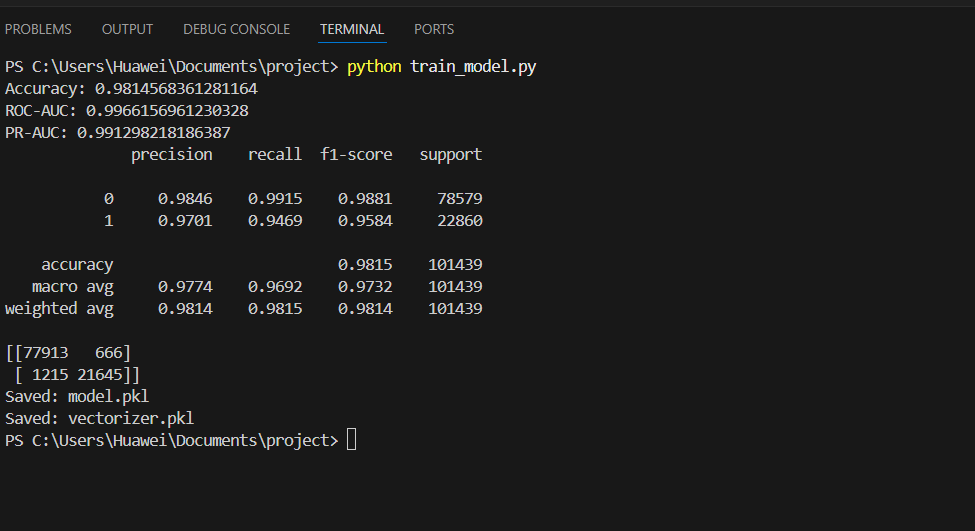 PROBLEMS OUTPUT DEBUG CONSOLE TERMINAL PORTS
PS C:\Users\Huawei\Documents\project> python train_model.py
Accuracy: 0.9814568361281164
ROC-AUC: 0.9966156961230328
PR-AUC: 0.991298218186387
precision recall f1-score support
0 0.9846 0.9915 0.9881 78579
1 0.9701 0.9469 0.9584 22860
accuracy 0.9815 101439
macro avg 0.9774 0.9692 0.9732 101439
weighted avg 0.9814 0.9815 0.9814 101439
[[77913 666]
[ 1215 21645]]
Saved: model.pkl
Saved: vectorizer.pkl
PS C:\Users\Huawei\Documents\project>